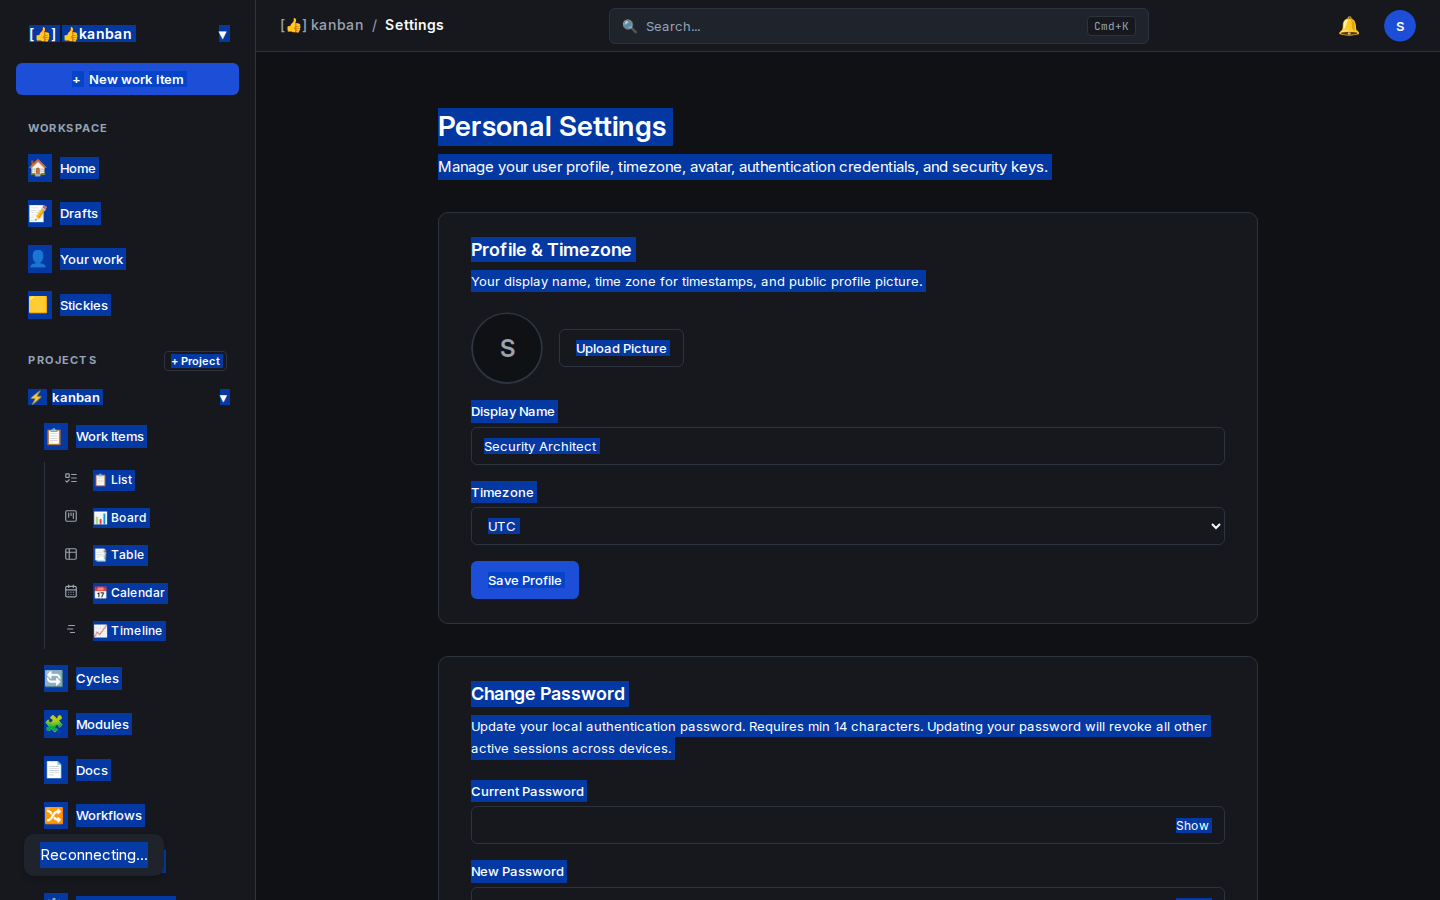 [👍] 👍kanban ▼
+ New work item
WORKSPACE
🏠 Home
📝 Drafts
👤 Your work
🟨 Stickies
PROJECTS + Project
⚡ kanban ▼
📋 Work Items
📋 List
📊 Board
📑 Table
📅 Calendar
📈 Timeline
🔄 Cycles
🧩 Modules
📄 Docs
🔀 Workflows
Reconnecting...
[👍] kanban / Settings
🔍 Search... Cmd+K
🔔 S
Personal Settings
Manage your user profile, timezone, avatar, authentication credentials, and security keys.
Profile & Timezone
Your display name, time zone for timestamps, and public profile picture.
S Upload Picture
Display Name
Security Architect
Timezone
UTC
Save Profile
Change Password
Update your local authentication password. Requires min 14 characters. Updating your password will revoke all other
active sessions across devices.
Current Password
Show
New Password